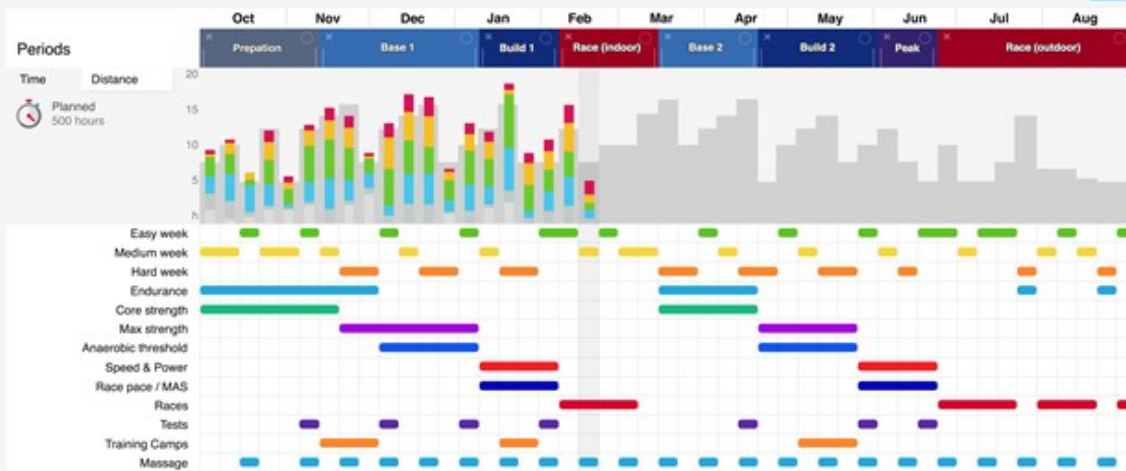 Oct Nov Dec Jan Feb Mar Apr May Jun Jul Aug
Periods
Prepation Base 1 Build 1 Race (indoor) Base 2 Build 2 Peak Race (outdoor)
Time Distance
Planned
500 hours
20
15
10
5
h
Easy week
Medium week
Hard week
Endurance
Core strength
Max strength
Anaerobic threshold
Speed & Power
Race pace / MAS
Races
Tests
Training Camps
Massage